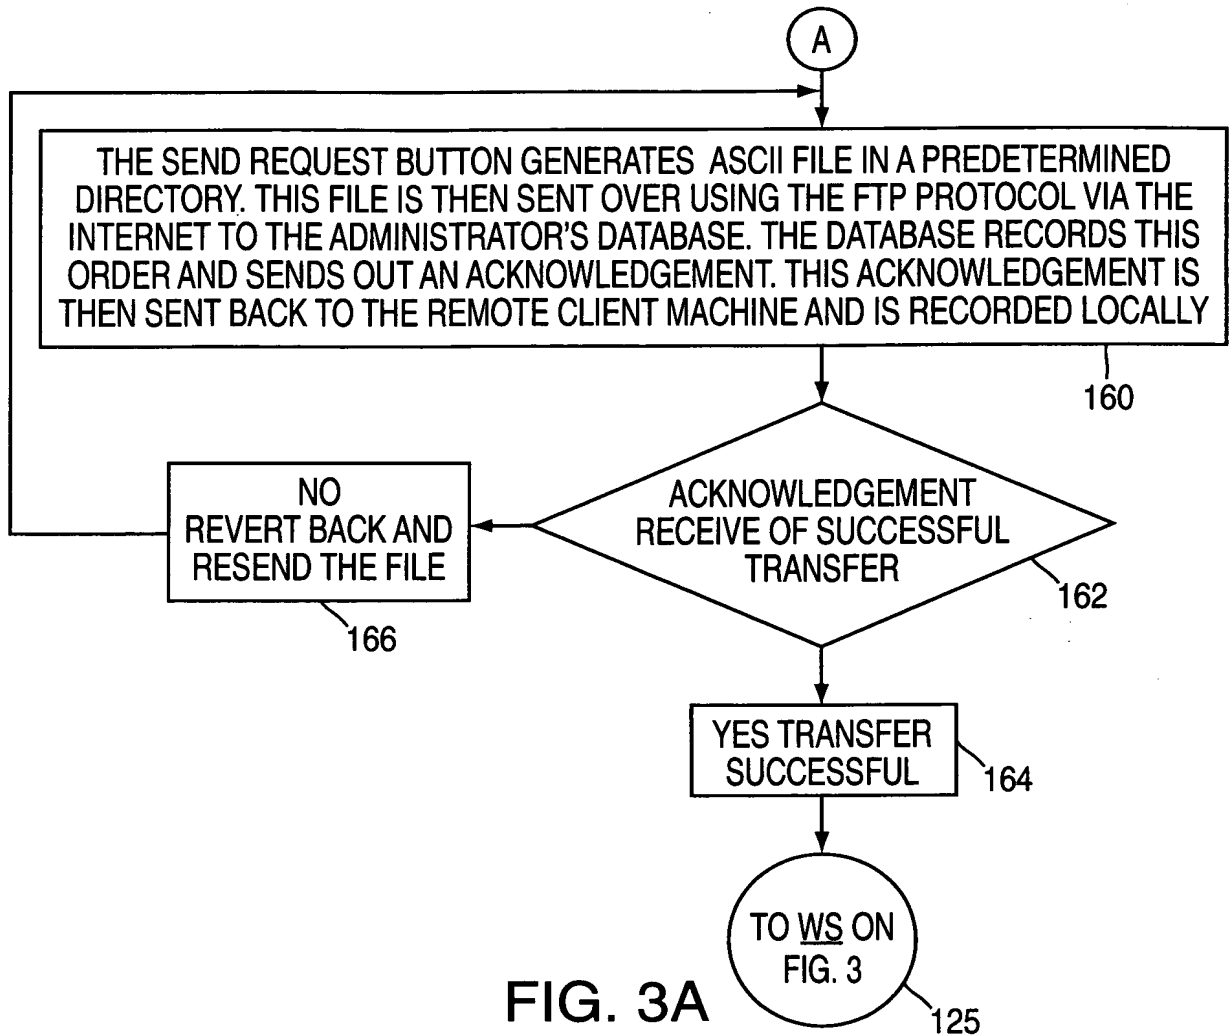 A
THE SEND REQUEST BUTTON GENERATES ASCII FILE IN A PREDETERMINED
DIRECTORY. THIS FILE IS THEN SENT OVER USING THE FTP PROTOCOL VIA THE
INTERNET TO THE ADMINISTRATOR'S DATABASE. THE DATABASE RECORDS THIS
ORDER AND SENDS OUT AN ACKNOWLEDGEMENT. THIS ACKNOWLEDGEMENT IS
THEN SENT BACK TO THE REMOTE CLIENT MACHINE AND IS RECORDED LOCALLY
160
NO
REVERT BACK AND
RESEND THE FILE
166
ACKNOWLEDGEMENT
RECEIVE OF SUCCESSFUL
TRANSFER
162
YES TRANSFER
SUCCESSFUL
164
TO WS ON
FIG. 3
125
FIG. 3A